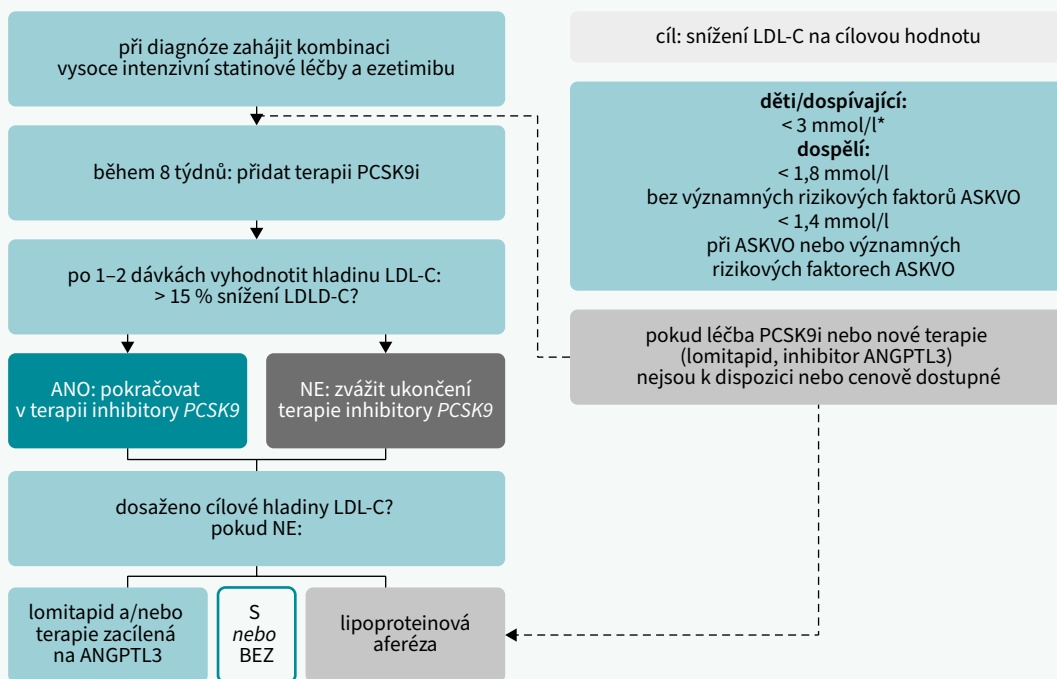 při diagnóze zahájit kombinaci
vysoce intenzivní statinové léčby a ezetimibu
během 8 týdnů: přidat terapii PCSK9i
po 1–2 dávkách vyhodnotit hladinu LDL-C:
> 15 % snížení LDLD-C?
ANO: pokračovat
v terapii inhibitory PCSK9
NE: zvážit ukončení
terapie inhibitory PCSK9
dosaženo cílové hladiny LDL-C?
pokud NE:
lomitapid a/nebo
terapie zacílená
na ANGPTL3
S
nebo
BEZ
lipoproteinová
aferéza
cíl: snížení LDL-C na cílovou hodnotu
děti/dospívající:
< 3 mmol/l*
dospělí:
< 1,8 mmol/l
bez významných rizikových faktorů ASKVO
< 1,4 mmol/l
při ASKVO nebo významných
rizikových faktorech ASKVO
pokud léčba PCSK9i nebo nové terapie
(lomitapid, inhibitor ANGPTL3)
nejsou k dispozici nebo cenově dostupné